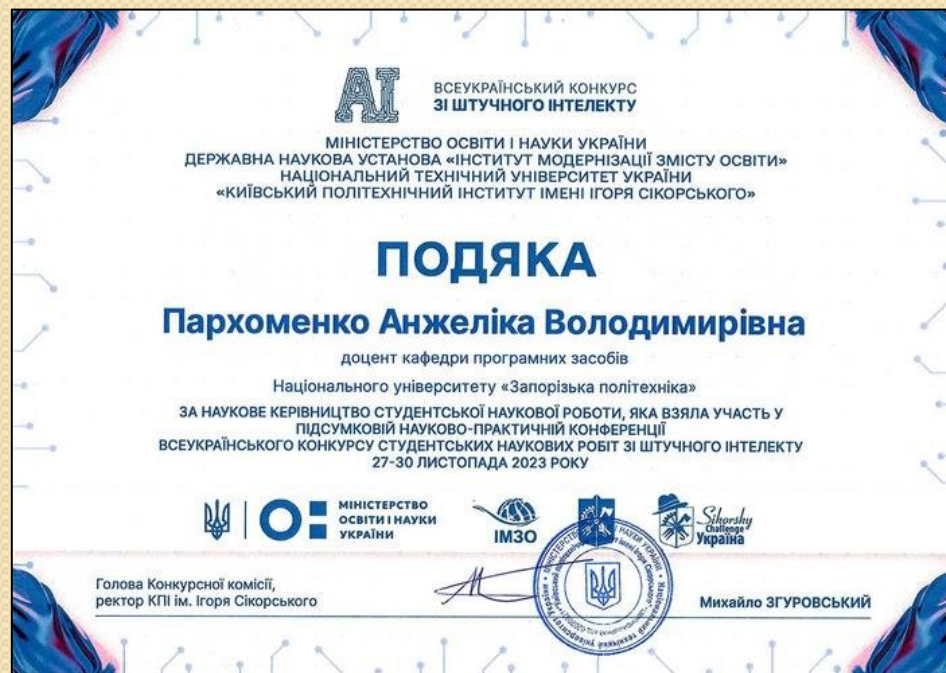 AI
ВСЕУКРАЇНСЬКИЙ КОНКУРС
ЗІ ШТУЧНОГО ІНТЕЛЕКТУ
МІНІСТЕРСТВО ОСВІТИ І НАУКИ УКРАЇНИ
ДЕРЖАВНА НАУКОВА УСТАНОВА «ІНСТИТУТ МОДЕРНІЗАЦІЇ ЗМІСТУ ОСВІТИ»
НАЦІОНАЛЬНИЙ ТЕХНІЧНИЙ УНІВЕРСИТЕТ УКРАЇНИ
«КИЇВСЬКИЙ ПОЛІТЕХНІЧНИЙ ІНСТИТУТ ІМЕНІ ІГОРЯ СІКОРСЬКОГО»
ПОДЯКА
Пархоменко Анжеліка Володимирівна
доцент кафедри програмних засобів
Національного університету «Запорізька політехніка»
ЗА НАУКОВЕ КЕРІВНИЦТВО СТУДЕНТСЬКОЇ НАУКОВОЇ РОБОТИ, ЯКА ВЗЯЛА УЧАСТЬ У
ПІДСУМКОВІЙ НАУКОВО-ПРАКТИЧНІЙ КОНФЕРЕНЦІЇ
ВСЕУКРАЇНСЬКОГО КОНКУРСУ СТУДЕНТСЬКИХ НАУКОВИХ РОБІТ ЗІ ШТУЧНОГО ІНТЕЛЕКТУ
27-30 ЛИСТОПАДА 2023 РОКУ
МІНІСТЕРСТВО
ОСВІТИ І НАУКИ
УКРАЇНИ
ІМЗО
Sikorsky
Challenge
Україна
Голова Конкурсної комісії,
ректор КПІ ім. Ігоря Сікорського
Михайло ЗГУРОВСЬКИЙ